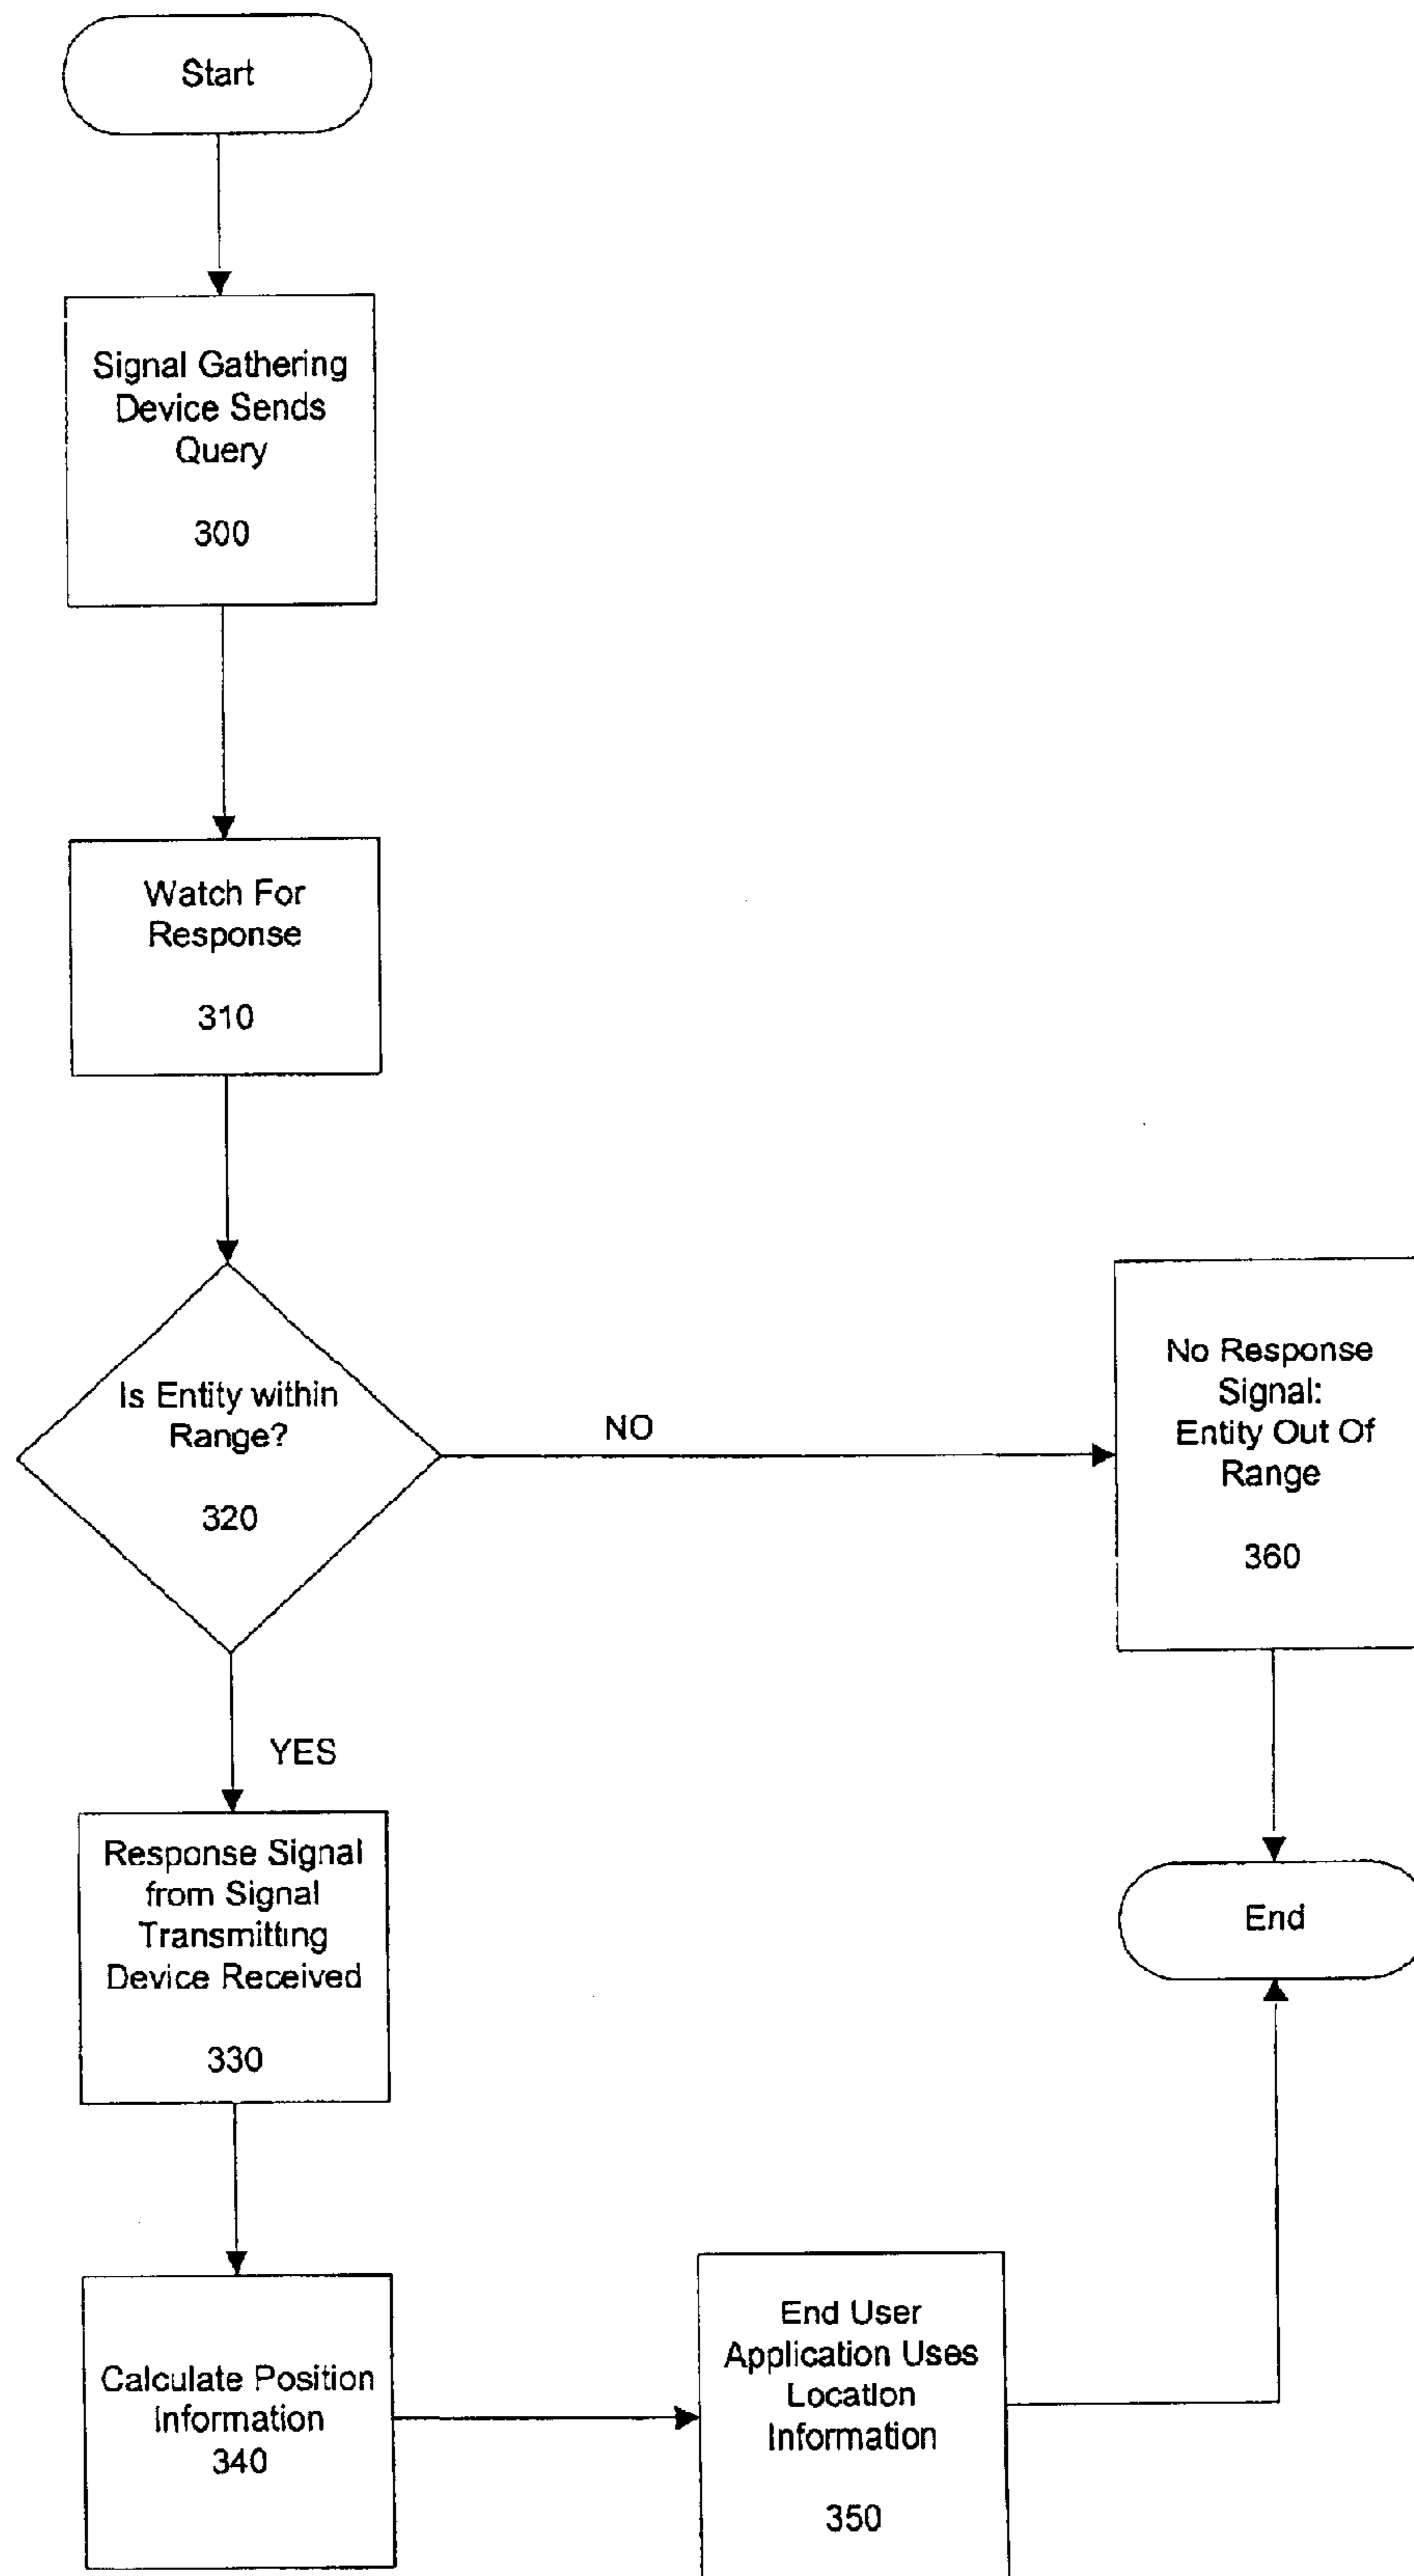 Start
Signal Gathering
Device Sends
Query
300
Watch For
Response
310
Is Entity within
Range?
320
NO
No Response
Signal:
Entity Out Of
Range
360
YES
Response Signal
from Signal
Transmitting
Device Received
330
End
Calculate Position
Information
340
End User
Application Uses
Location
Information
350